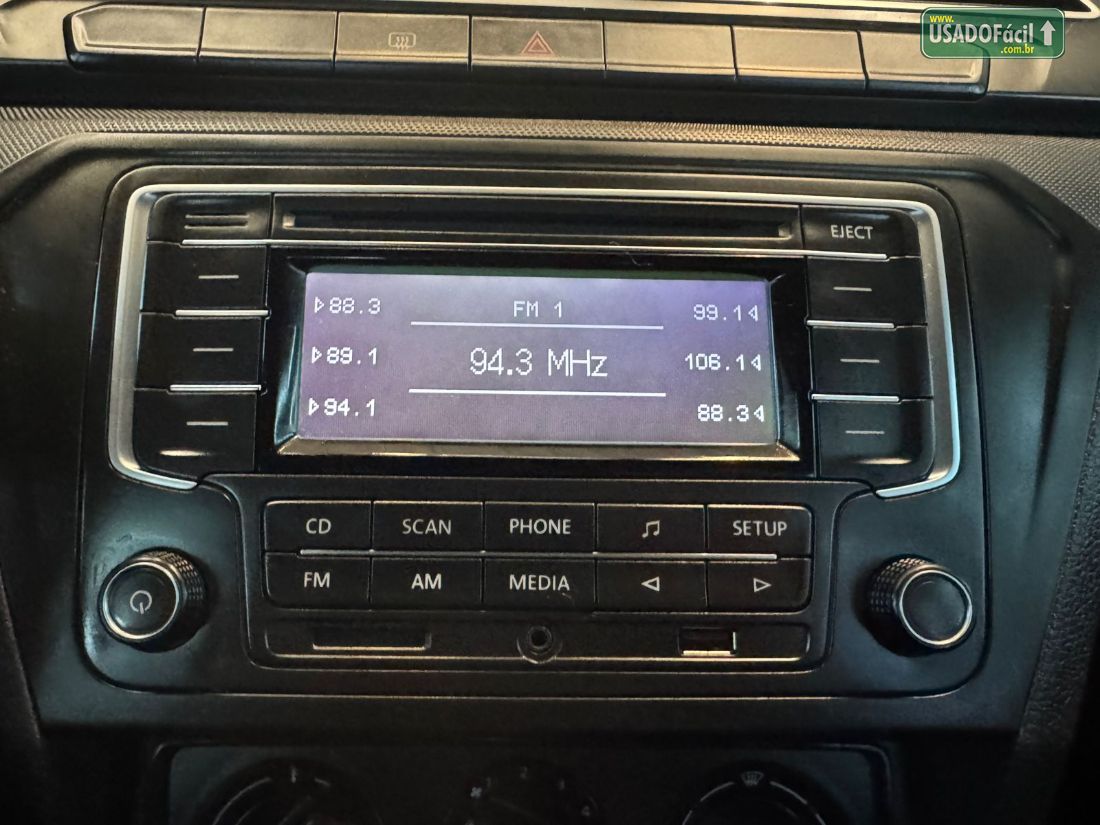 www.
USADOFácil
.com.br
EJECT
88.3 FM 1 99.1
89.1 94.3 MHz 106.1
94.1 88.3
CD SCAN PHONE SETUP
FM AM MEDIA
2